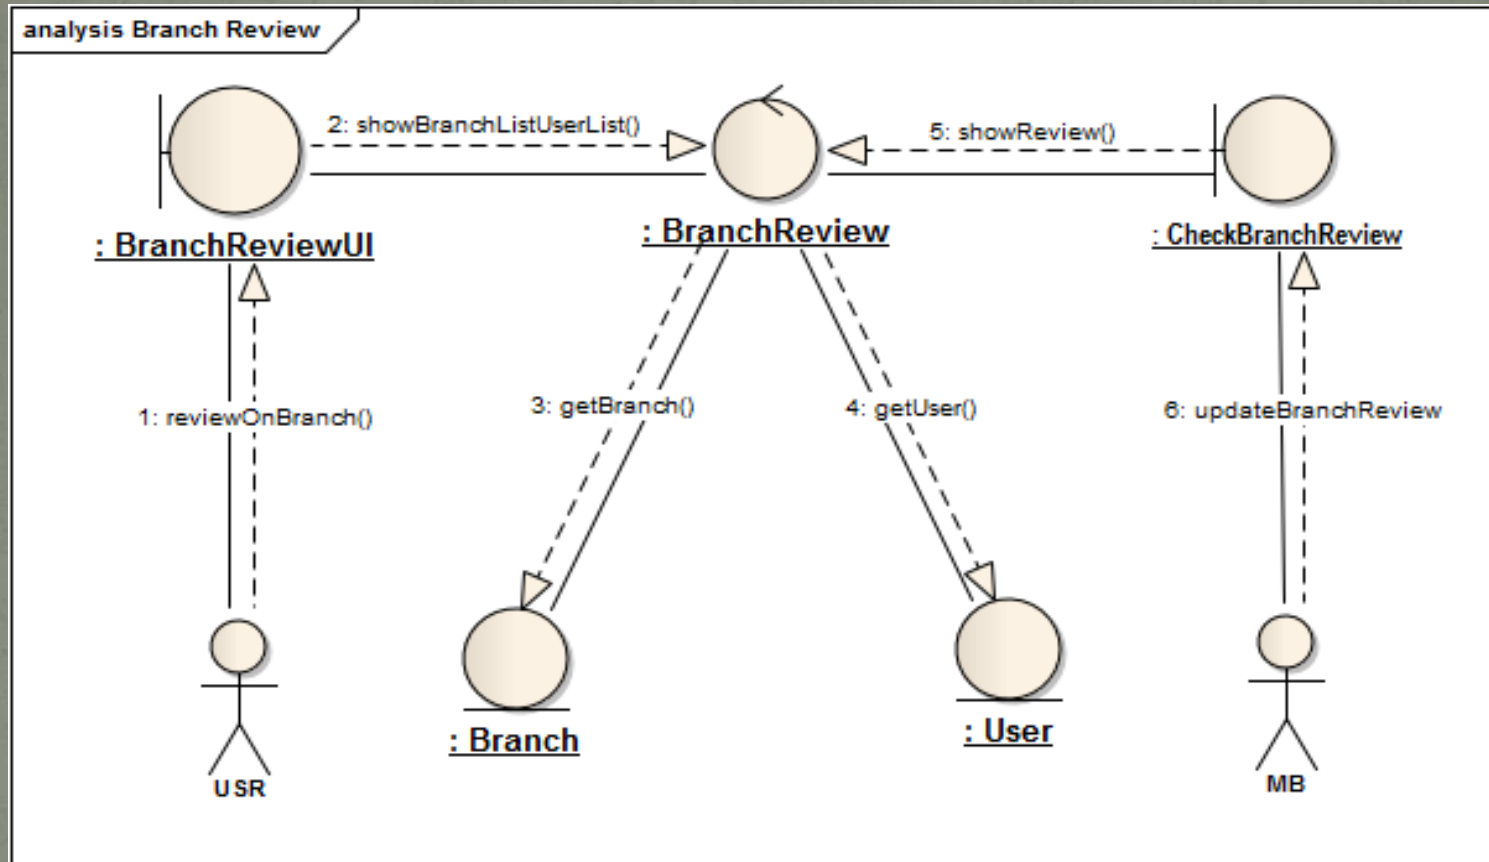 analysis Branch Review
2: showBranchListUserList()
5: showReview()
: BranchReviewUI
: BranchReview
: CheckBranchReview
1: reviewOnBranch()
3: getBranch()
4: getUser()
6: updateBranchReview
: Branch
: User
USR
MB